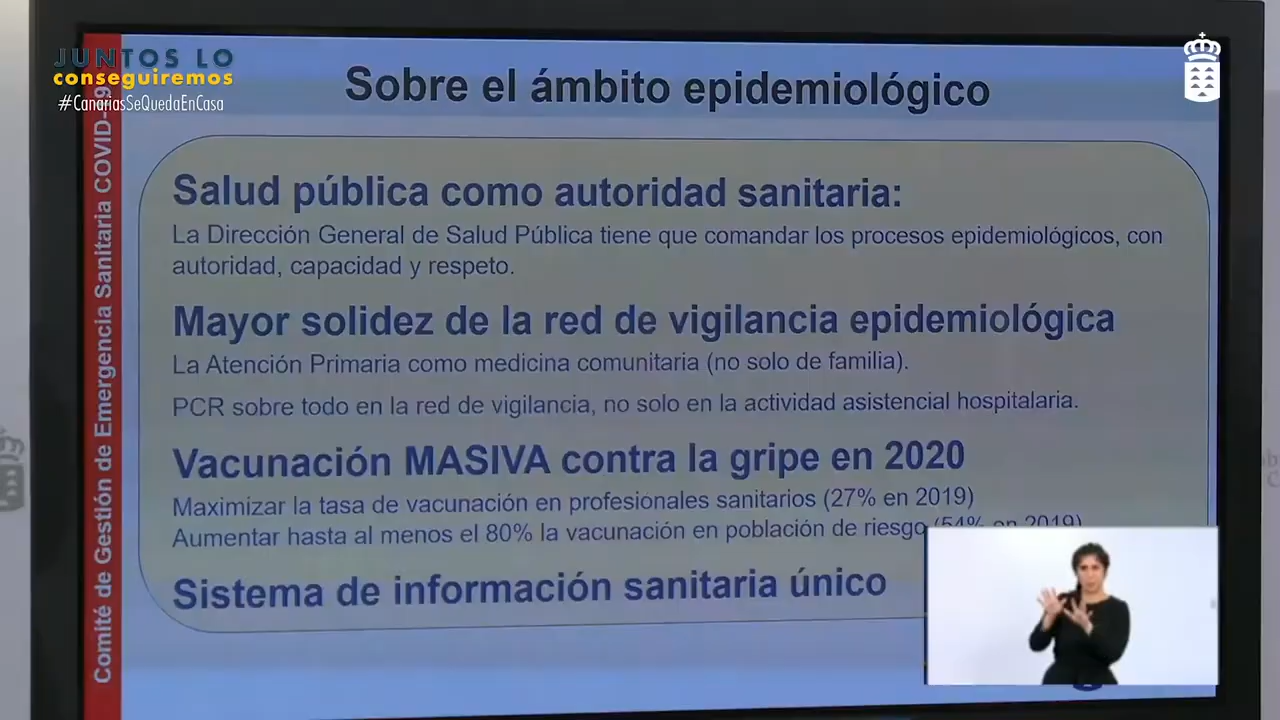 JUNTOS LO
conseguiremos
#CanariasSeQuedaEnCasa
Sobre el ámbito epidemiológico
Comité de Gestión de Emergencia Sanitaria COVID-19
Salud pública como autoridad sanitaria:
La Dirección General de Salud Pública tiene que comandar los procesos epidemiológicos, con
autoridad, capacidad y respeto.
Mayor solidez de la red de vigilancia epidemiológica
La Atención Primaria como medicina comunitaria (no solo de familia).
PCR sobre todo en la red de vigilancia, no solo en la actividad asistencial hospitalaria.
Vacunación MASIVA contra la gripe en 2020
Maximizar la tasa de vacunación en profesionales sanitarios (27% en 2019)
Aumentar hasta al menos el 80% la vacunación en población de riesgo (54% en 2019)
Sistema de información sanitaria único